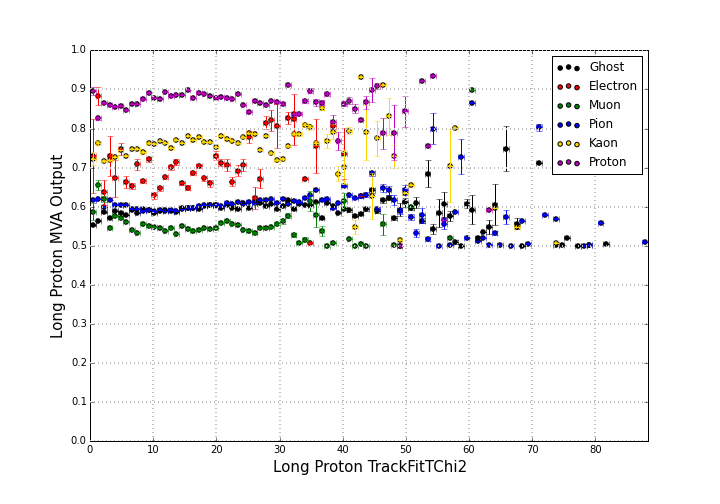 1.0
0.9
0.8
0.7
0.6
0.5
0.4
0.3
0.2
0.1
0.0
Long Proton MVA Output
Ghost
Electron
Muon
Pion
Kaon
Proton
0 10 20 30 40 50 60 70 80
Long Proton TrackFitTChi2